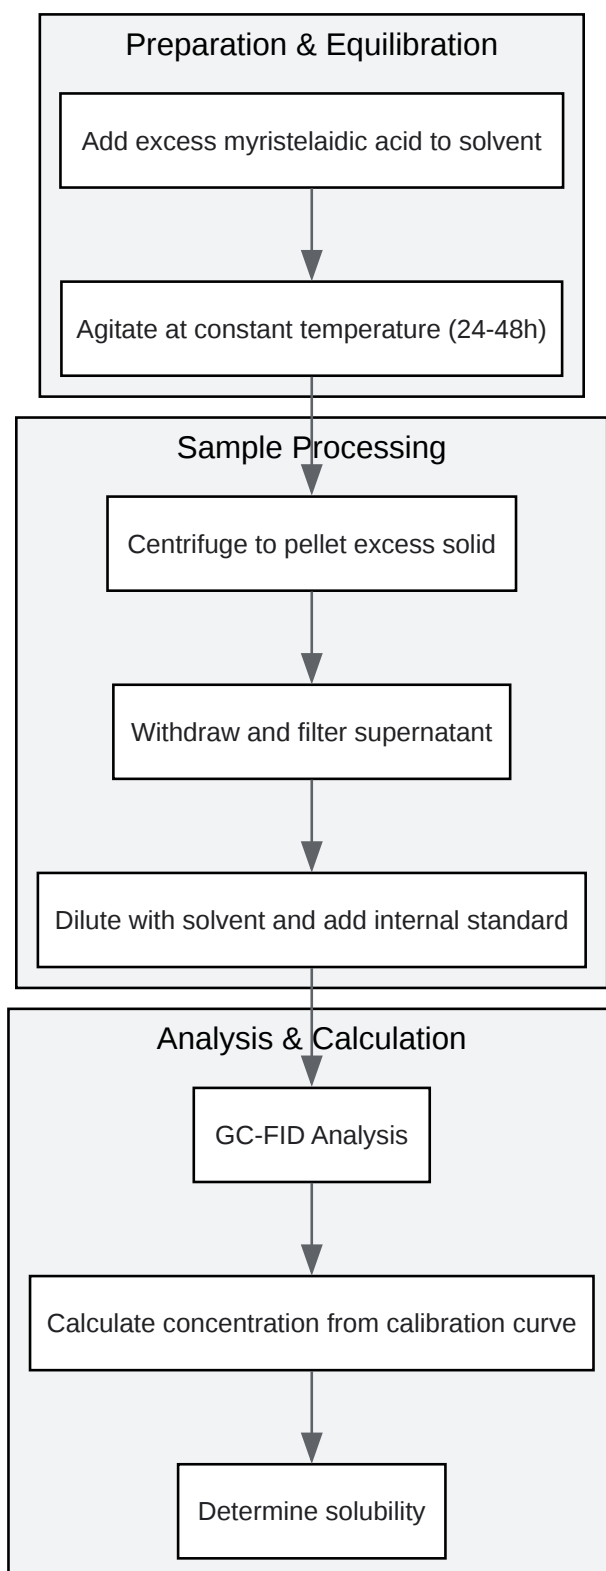 Preparation & Equilibration
Add excess myristelaidic acid to solvent
Agitate at constant temperature (24-48h)
Sample Processing
Centrifuge to pellet excess solid
Withdraw and filter supernatant
Dilute with solvent and add internal standard
Analysis & Calculation
GC-FID Analysis
Calculate concentration from calibration curve
Determine solubility